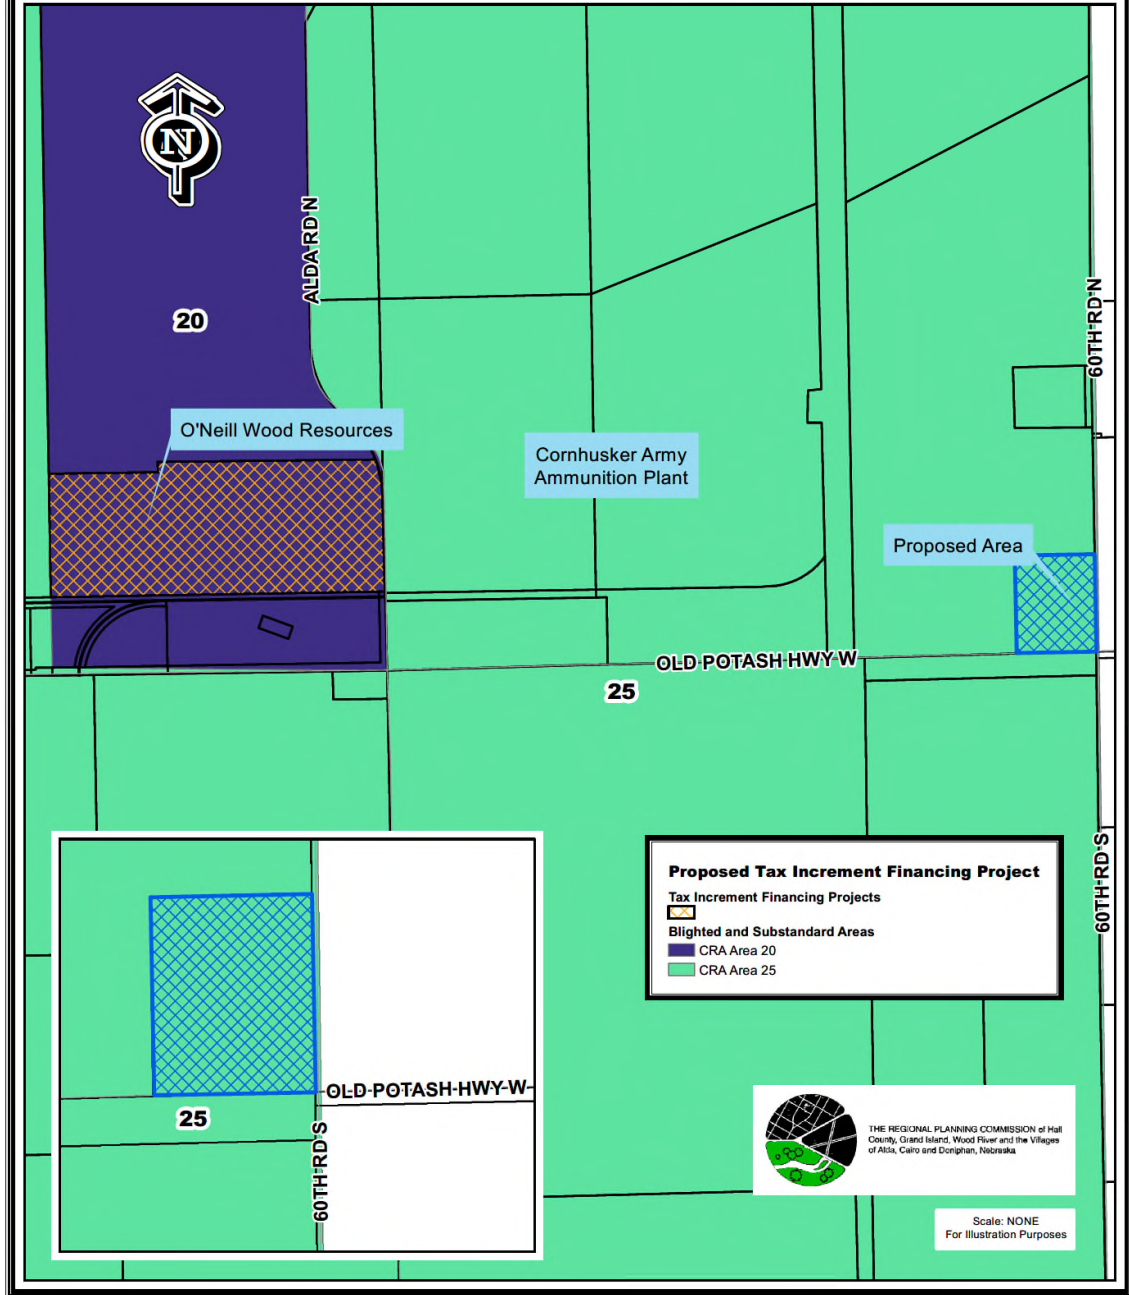 N
ALDA RD N
20
60TH RD N
O'Neill Wood Resources
Cornhusker Army
Ammunition Plant
Proposed Area
OLD POTASH HWY W
25
Proposed Tax Increment Financing Project
Tax Increment Financing Projects
Blighted and Substandard Areas
CRA Area 20
CRA Area 25
60TH RD S
OLD POTASH HWY W
25
60TH RD S
THE REGIONAL PLANNING COMMISSION of Hall
County, Grand Island, Wood River and the Villages
of Alda, Cairo and Doniphan, Nebraska
Scale: NONE
For Illustration Purposes